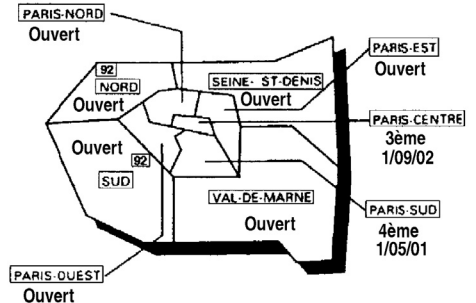 PARIS-NORD
Ouvert
92
NORD
Ouvert
SEINE- ST-DENIS
Ouvert
PARIS-EST
Ouvert
PARIS-CENTRE
3ème
1/09/02
Ouvert
92
SUD
VAL-DE-MARNE
Ouvert
PARIS-SUD
4ème
1/05/01
PARIS-OUEST
Ouvert